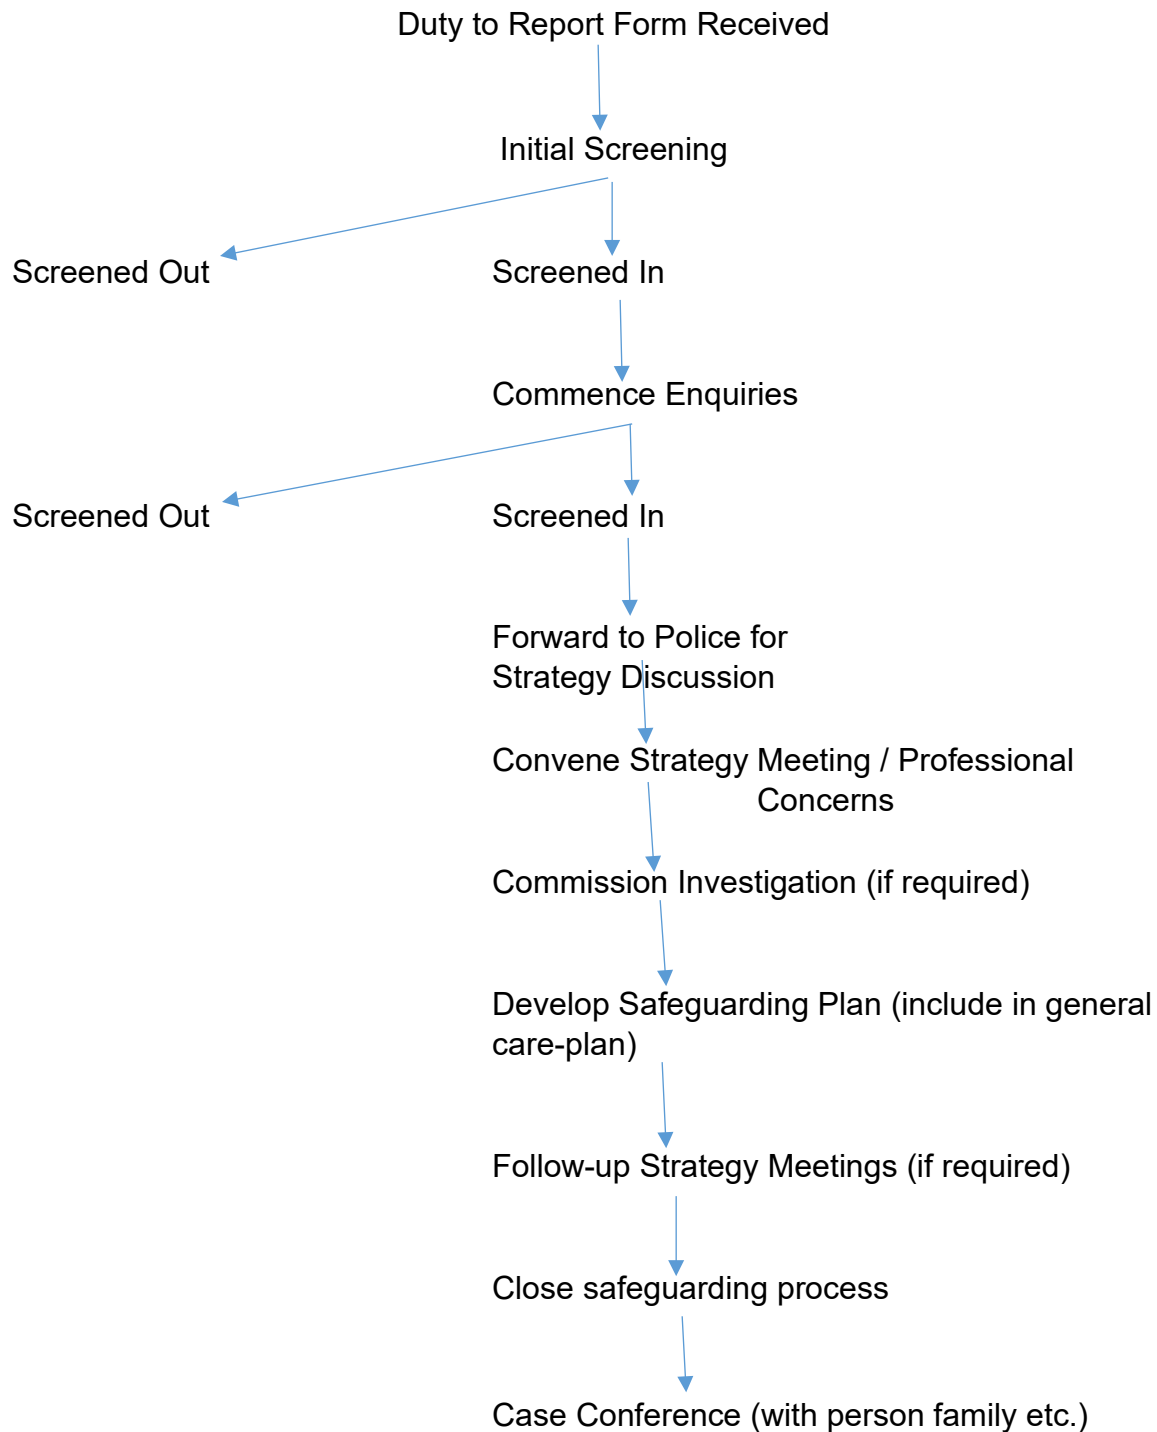 Duty to Report Form Received
Initial Screening
Screened Out
Screened In
Commence Enquiries
Screened Out
Screened In
Forward to Police for
Strategy Discussion
Convene Strategy Meeting / Professional
Concerns
Commission Investigation (if required)
Develop Safeguarding Plan (include in general
care-plan)
Follow-up Strategy Meetings (if required)
Close safeguarding process
Case Conference (with person family etc.)